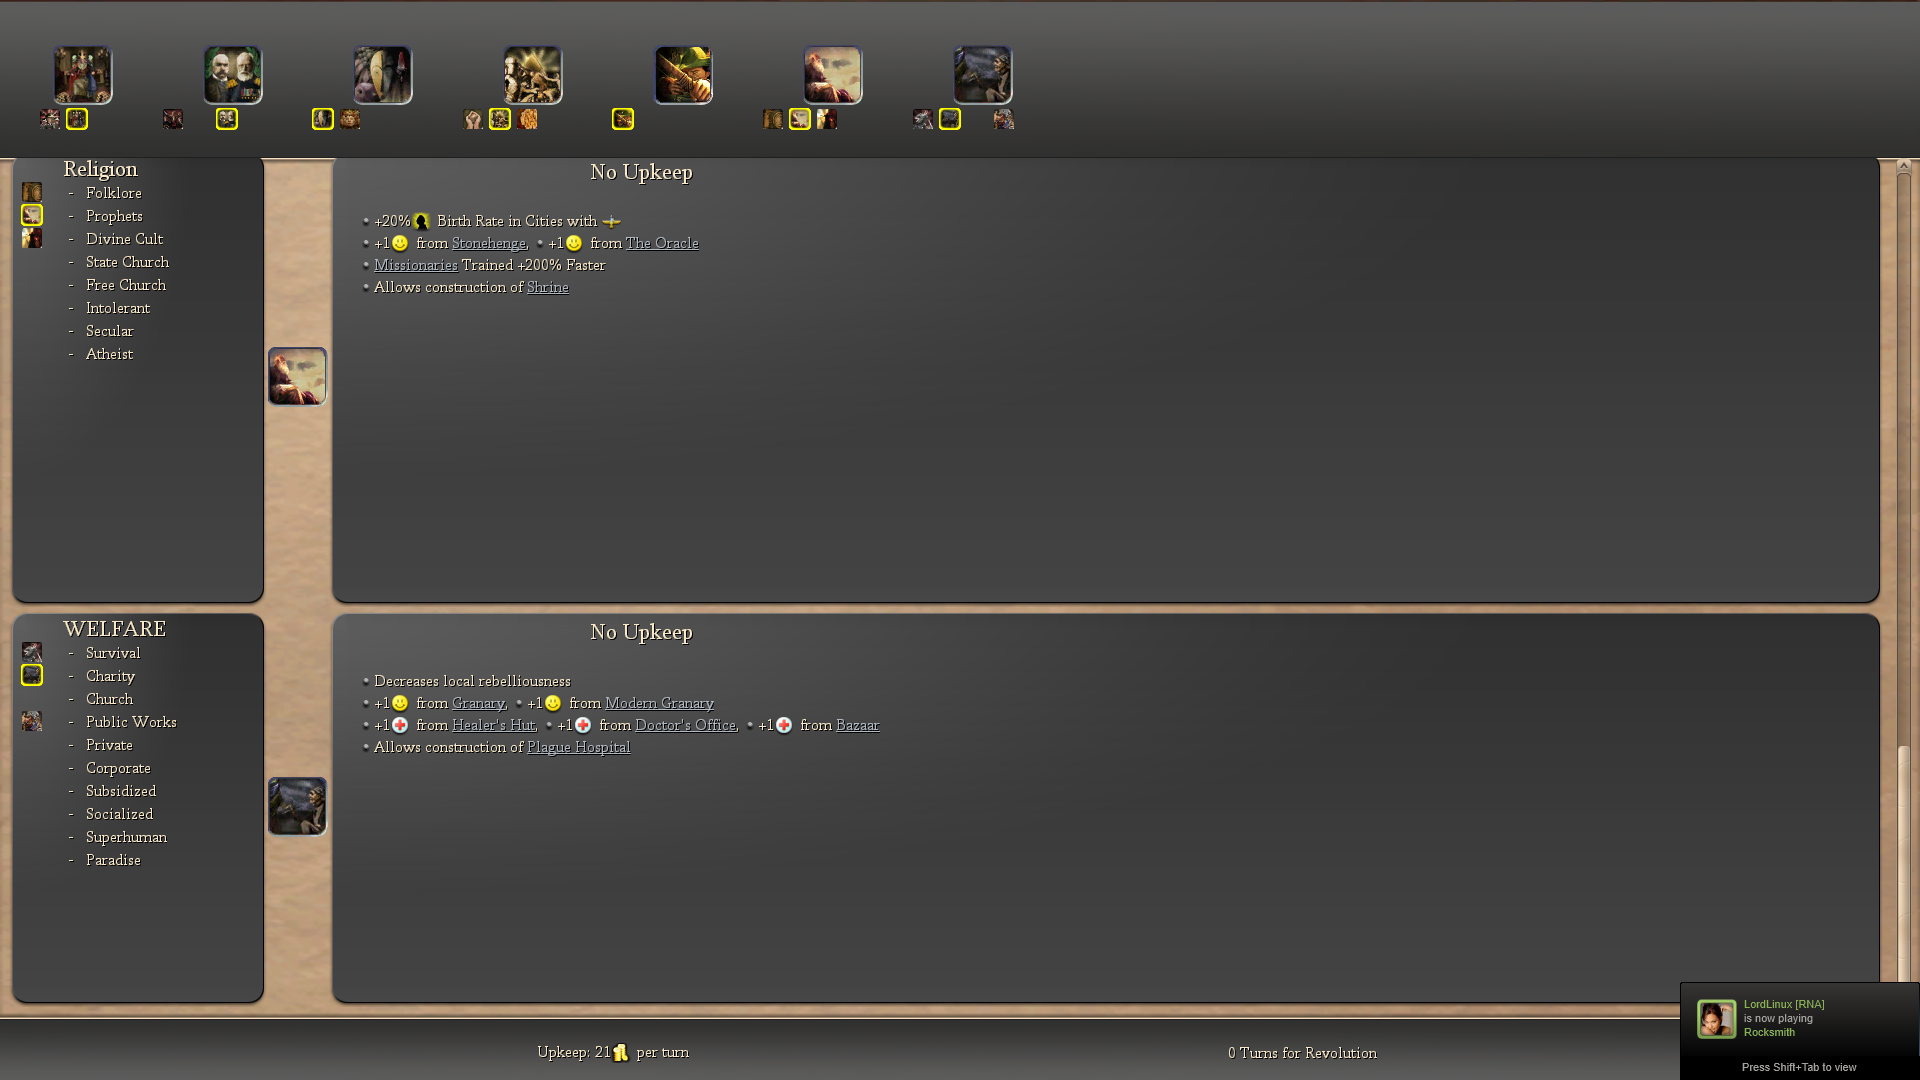 Religion
- Folklore
- Prophets
- Divine Cult
- State Church
- Free Church
- Intolerant
- Secular
- Atheist
No Upkeep
• +20% Birth Rate in Cities with
• +1 from Stonehenge, • +1 from The Oracle
• Missionaries Trained +200% Faster
• Allows construction of Shrine
WELFARE
- Survival
- Charity
- Church
- Public Works
- Private
- Corporate
- Subsidized
- Socialized
- Superhuman
- Paradise
No Upkeep
• Decreases local rebelliousness
• +1 from Granary, • +1 from Modern Granary
• +1 from Healer's Hut, • +1 from Doctor's Office, • +1 from Bazaar
• Allows construction of Plague Hospital
Upkeep: 21 per turn
0 Turns for Revolution
LordLinux [RNA]
is now playing
Rocksmith
Press Shift+Tab to view